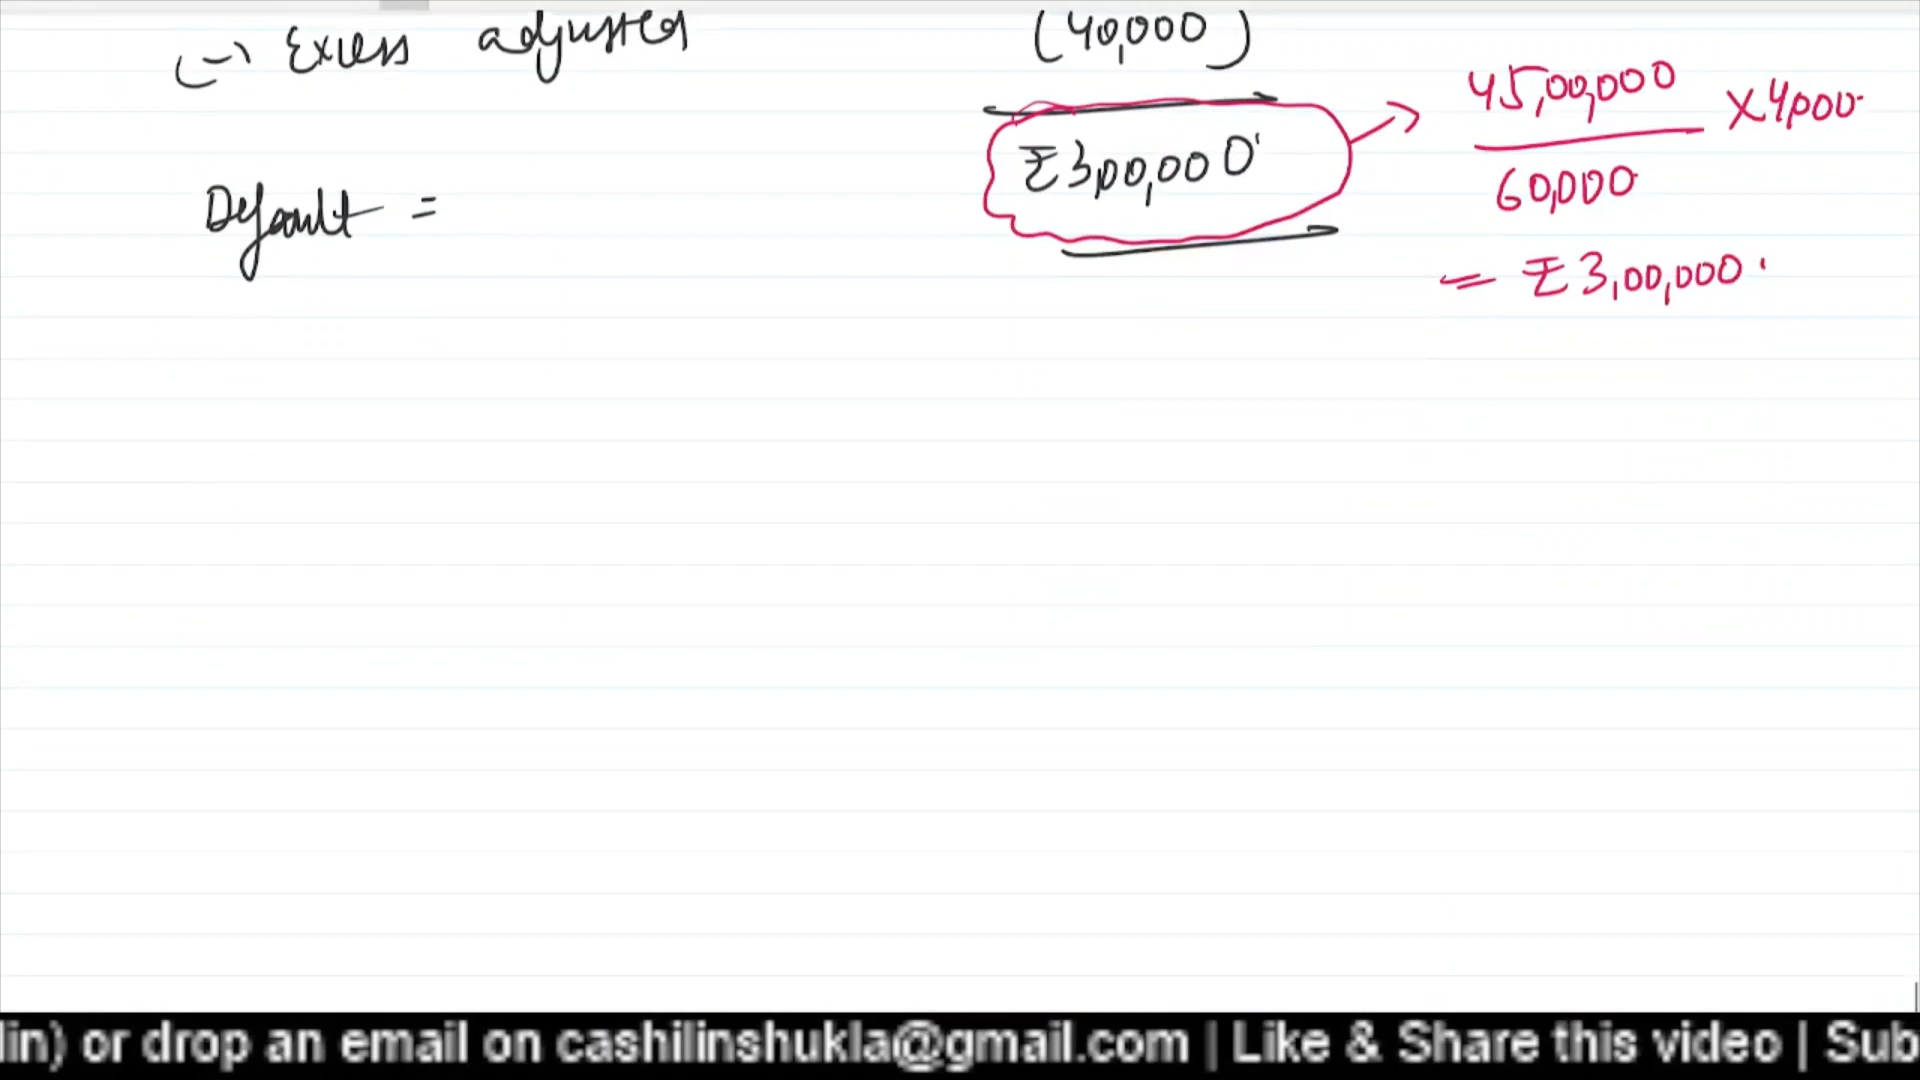 (-) Excess adjusted (40,000)
₹3,00,000
45,00,000 × 4,000
60,000
= ₹3,00,000
Default =
lin) or drop an email on cashilinshukla@gmail.com | Like & Share this video | Sub